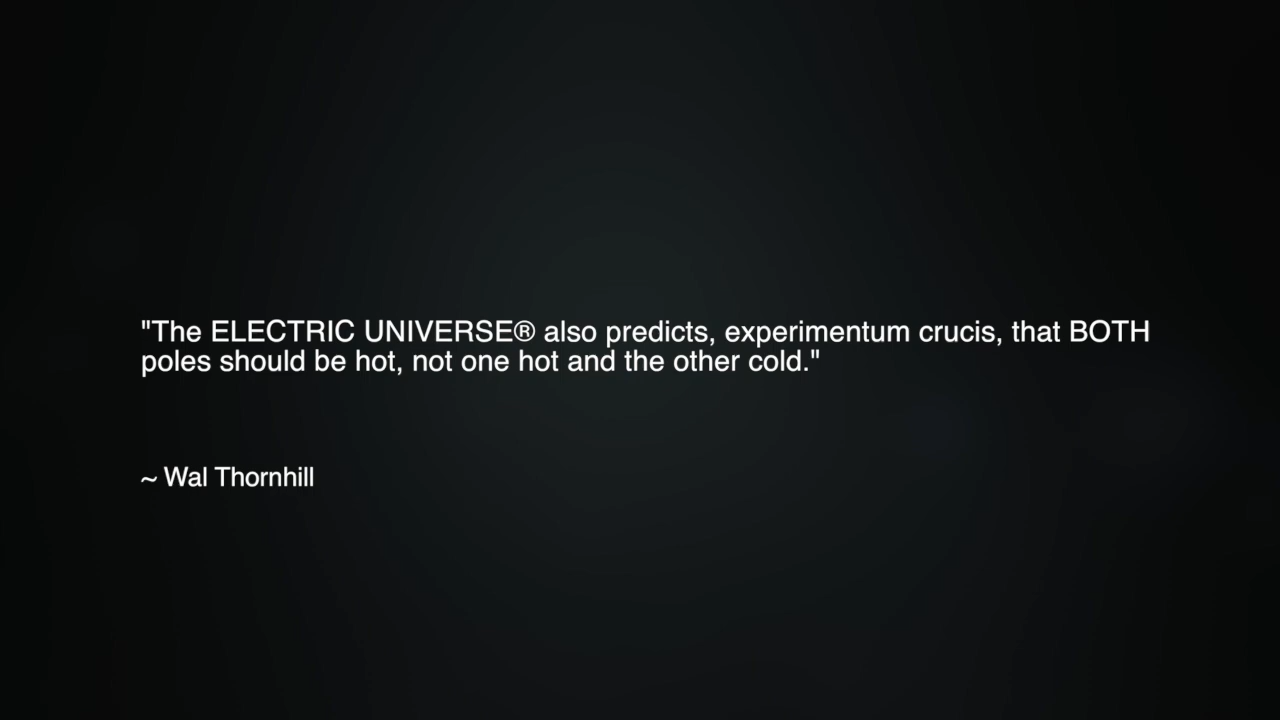 "The ELECTRIC UNIVERSE® also predicts, experimentum crucis, that BOTH
poles should be hot, not one hot and the other cold."
~ Wal Thornhill